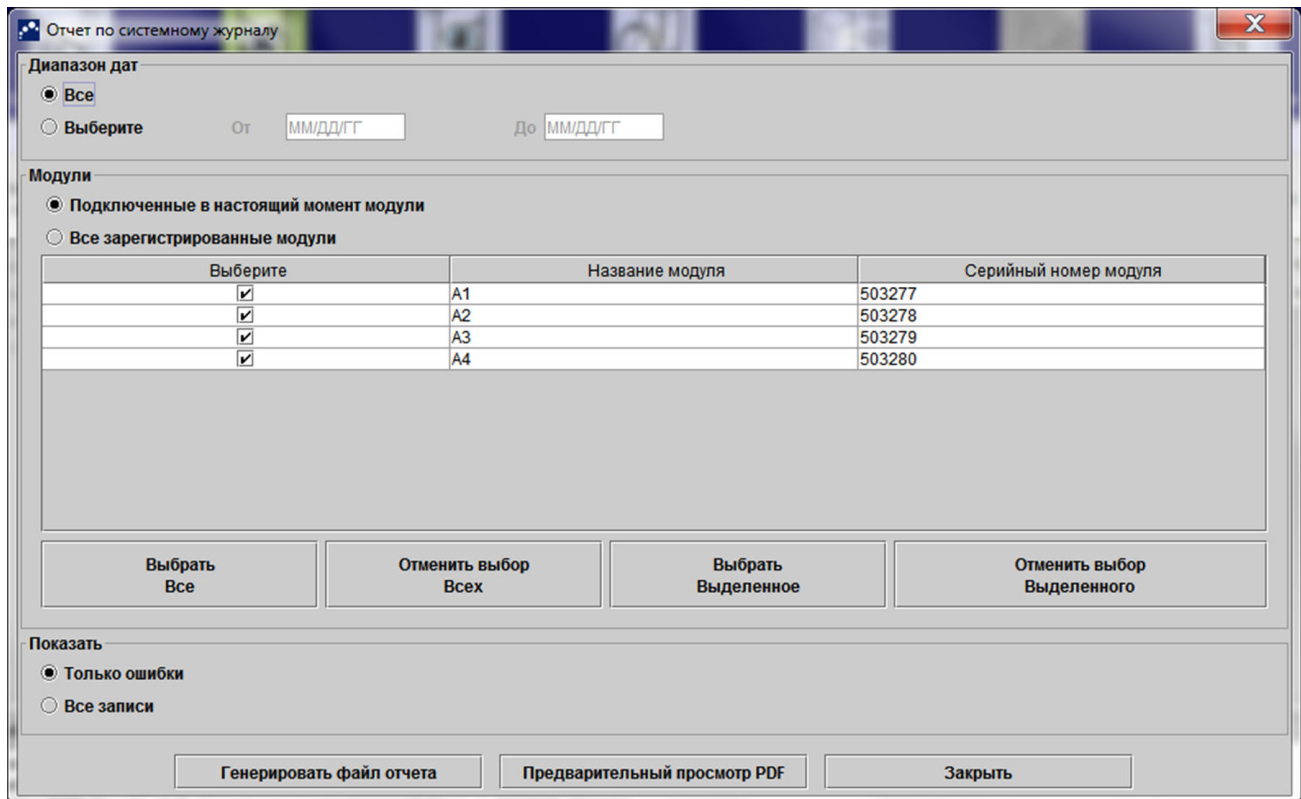 Отчет по системному журналу
Диапазон дат
Все
Выберите От ММ/ДД/ГГ До ММ/ДД/ГГ
Модули
Подключенные в настоящий момент модули
Все зарегистрированные модули
Выберите Название модуля Серийный номер модуля
A1 503277
A2 503278
A3 503279
A4 503280
Выбрать Отменить выбор Выбрать Отменить выбор
Все Всех Выделенное Выделенного
Показать
Только ошибки
Все записи
Генерировать файл отчета Предварительный просмотр PDF Закрыть